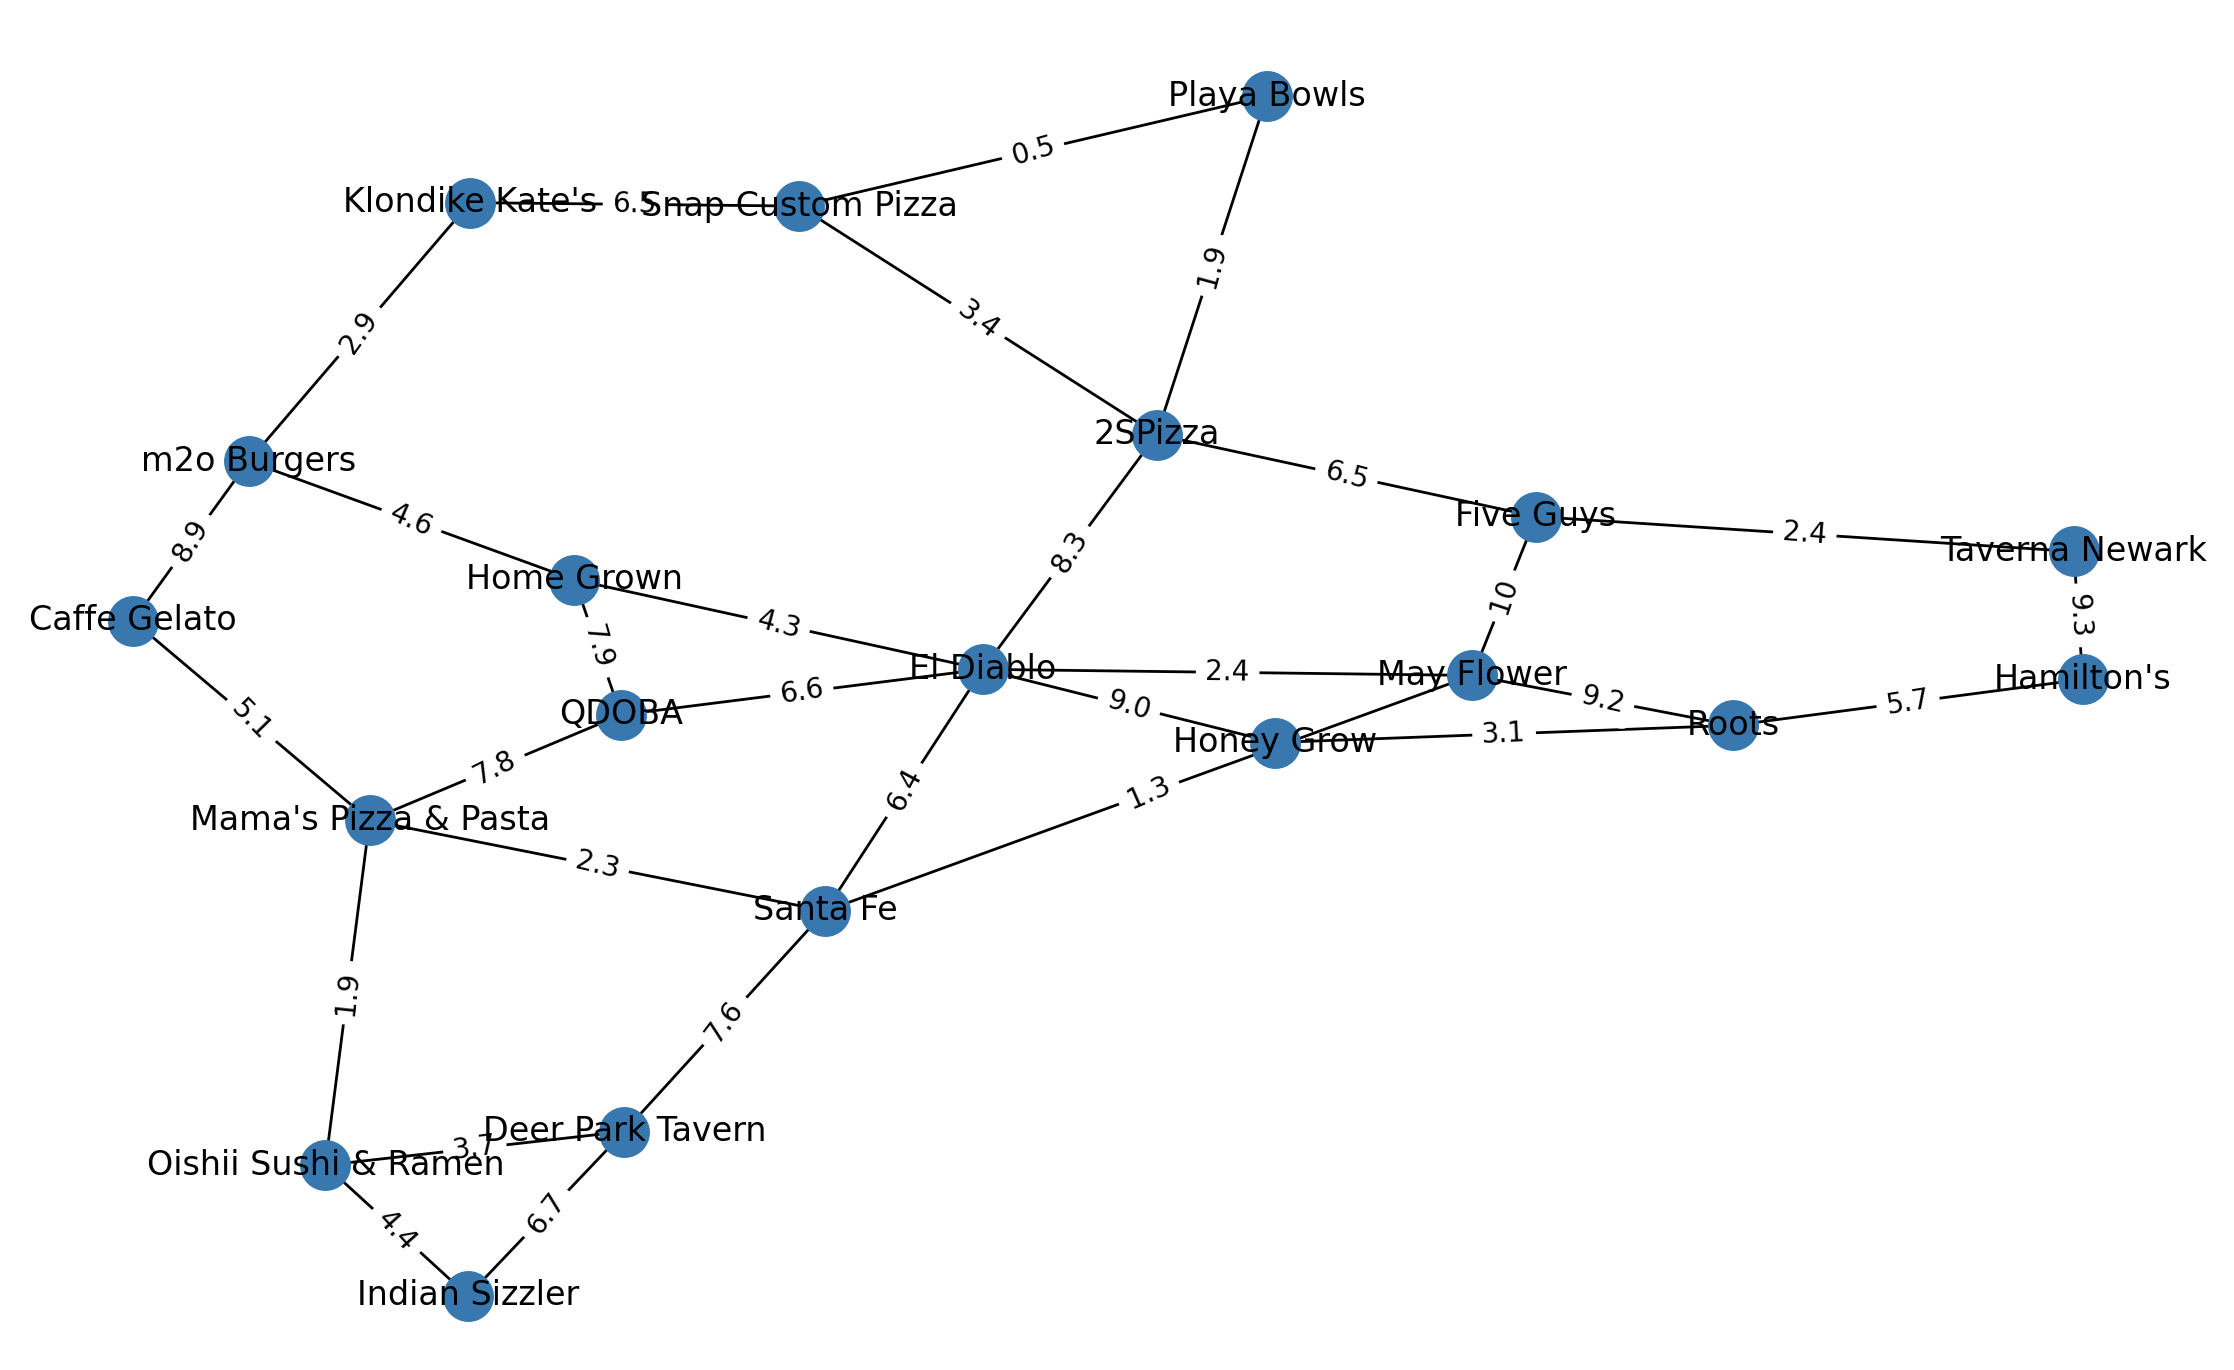 Playa Bowls
0.5
Klondike Kate's
6.5
Snap Custom Pizza
1.9
3.4
2.9
2SPizza
m2o Burgers
6.5
Five Guys
4.6
2.4
8.9
Taverna Newark
8.3
Home Grown
10
9.3
Caffe Gelato
4.3
7.9
El Diablo
2.4
May Flower
Hamilton's
6.6
9.2
5.7
9.0
5.1
QDOBA
Roots
3.1
Honey Grow
7.8
6.4
1.3
Mama's Pizza & Pasta
2.3
Santa Fe
1.9
7.6
Deer Park Tavern
3.7
Oishii Sushi & Ramen
6.7
4.4
Indian Sizzler